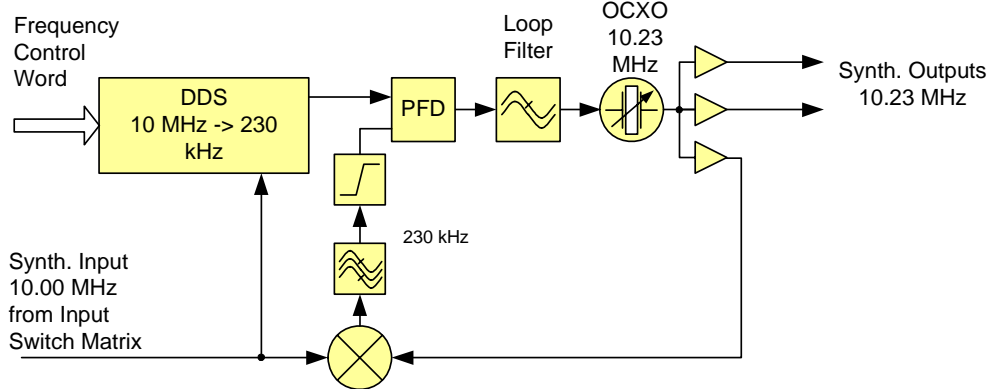 Frequency
Control
Word
DDS
10 MHz -> 230
kHz
PFD
Loop
Filter
OCXO
10.23
MHz
Synth. Outputs
10.23 MHz
230 kHz
Synth. Input
10.00 MHz
from Input
Switch Matrix